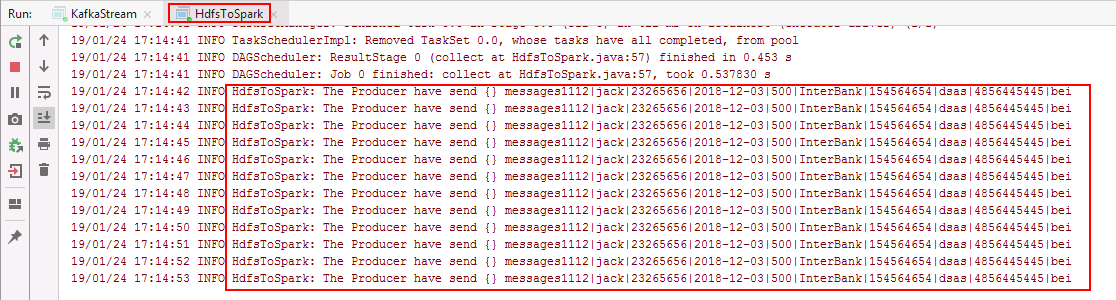 Run: KafkaStream × HdfsToSpark ×
19/01/24 17:14:41 INFO TaskSchedulerImpl: Removed TaskSet 0.0, whose tasks have all completed, from pool
19/01/24 17:14:41 INFO DAGScheduler: ResultStage 0 (collect at HdfsToSpark.java:57) finished in 0.453 s
19/01/24 17:14:41 INFO DAGScheduler: Job 0 finished: collect at HdfsToSpark.java:57, took 0.537830 s
19/01/24 17:14:42 INFO HdfsToSpark: The Producer have send {} messages1112|jack|23265656|2018-12-03|500|InterBank|154564654|dsas|4856445445|bei
19/01/24 17:14:43 INFO HdfsToSpark: The Producer have send {} messages1112|jack|23265656|2018-12-03|500|InterBank|154564654|dsas|4856445445|bei
19/01/24 17:14:44 INFO HdfsToSpark: The Producer have send {} messages1112|jack|23265656|2018-12-03|500|InterBank|154564654|dsas|4856445445|bei
19/01/24 17:14:45 INFO HdfsToSpark: The Producer have send {} messages1112|jack|23265656|2018-12-03|500|InterBank|154564654|dsas|4856445445|bei
19/01/24 17:14:46 INFO HdfsToSpark: The Producer have send {} messages1112|jack|23265656|2018-12-03|500|InterBank|154564654|dsas|4856445445|bei
19/01/24 17:14:47 INFO HdfsToSpark: The Producer have send {} messages1112|jack|23265656|2018-12-03|500|InterBank|154564654|dsas|4856445445|bei
19/01/24 17:14:48 INFO HdfsToSpark: The Producer have send {} messages1112|jack|23265656|2018-12-03|500|InterBank|154564654|dsas|4856445445|bei
19/01/24 17:14:49 INFO HdfsToSpark: The Producer have send {} messages1112|jack|23265656|2018-12-03|500|InterBank|154564654|dsas|4856445445|bei
19/01/24 17:14:50 INFO HdfsToSpark: The Producer have send {} messages1112|jack|23265656|2018-12-03|500|InterBank|154564654|dsas|4856445445|bei
19/01/24 17:14:51 INFO HdfsToSpark: The Producer have send {} messages1112|jack|23265656|2018-12-03|500|InterBank|154564654|dsas|4856445445|bei
19/01/24 17:14:52 INFO HdfsToSpark: The Producer have send {} messages1112|jack|23265656|2018-12-03|500|InterBank|154564654|dsas|4856445445|bei
19/01/24 17:14:53 INFO HdfsToSpark: The Producer have send {} messages1112|jack|23265656|2018-12-03|500|InterBank|154564654|dsas|4856445445|bei